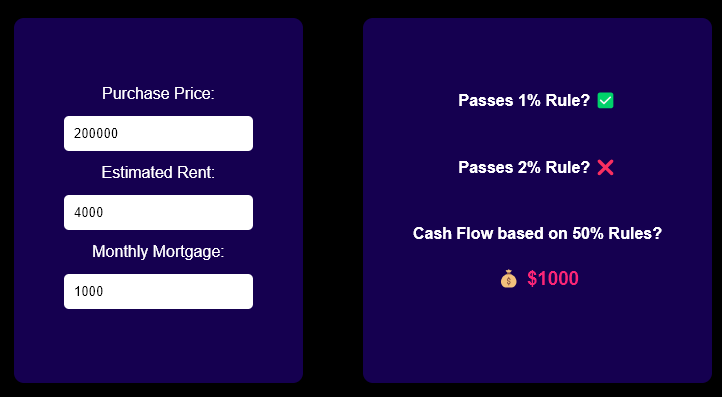 Purchase Price:
200000
Estimated Rent:
4000
Monthly Mortgage:
1000
Passes 1% Rule? ✅
Passes 2% Rule? ❌
Cash Flow based on 50% Rules?
💰 $1000